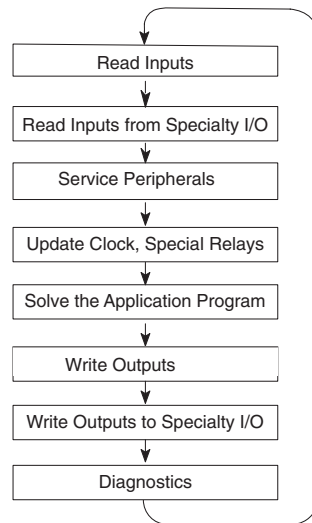 Read Inputs
Read Inputs from Specialty I/O
Service Peripherals
Update Clock, Special Relays
Solve the Application Program
Write Outputs
Write Outputs to Specialty I/O
Diagnostics